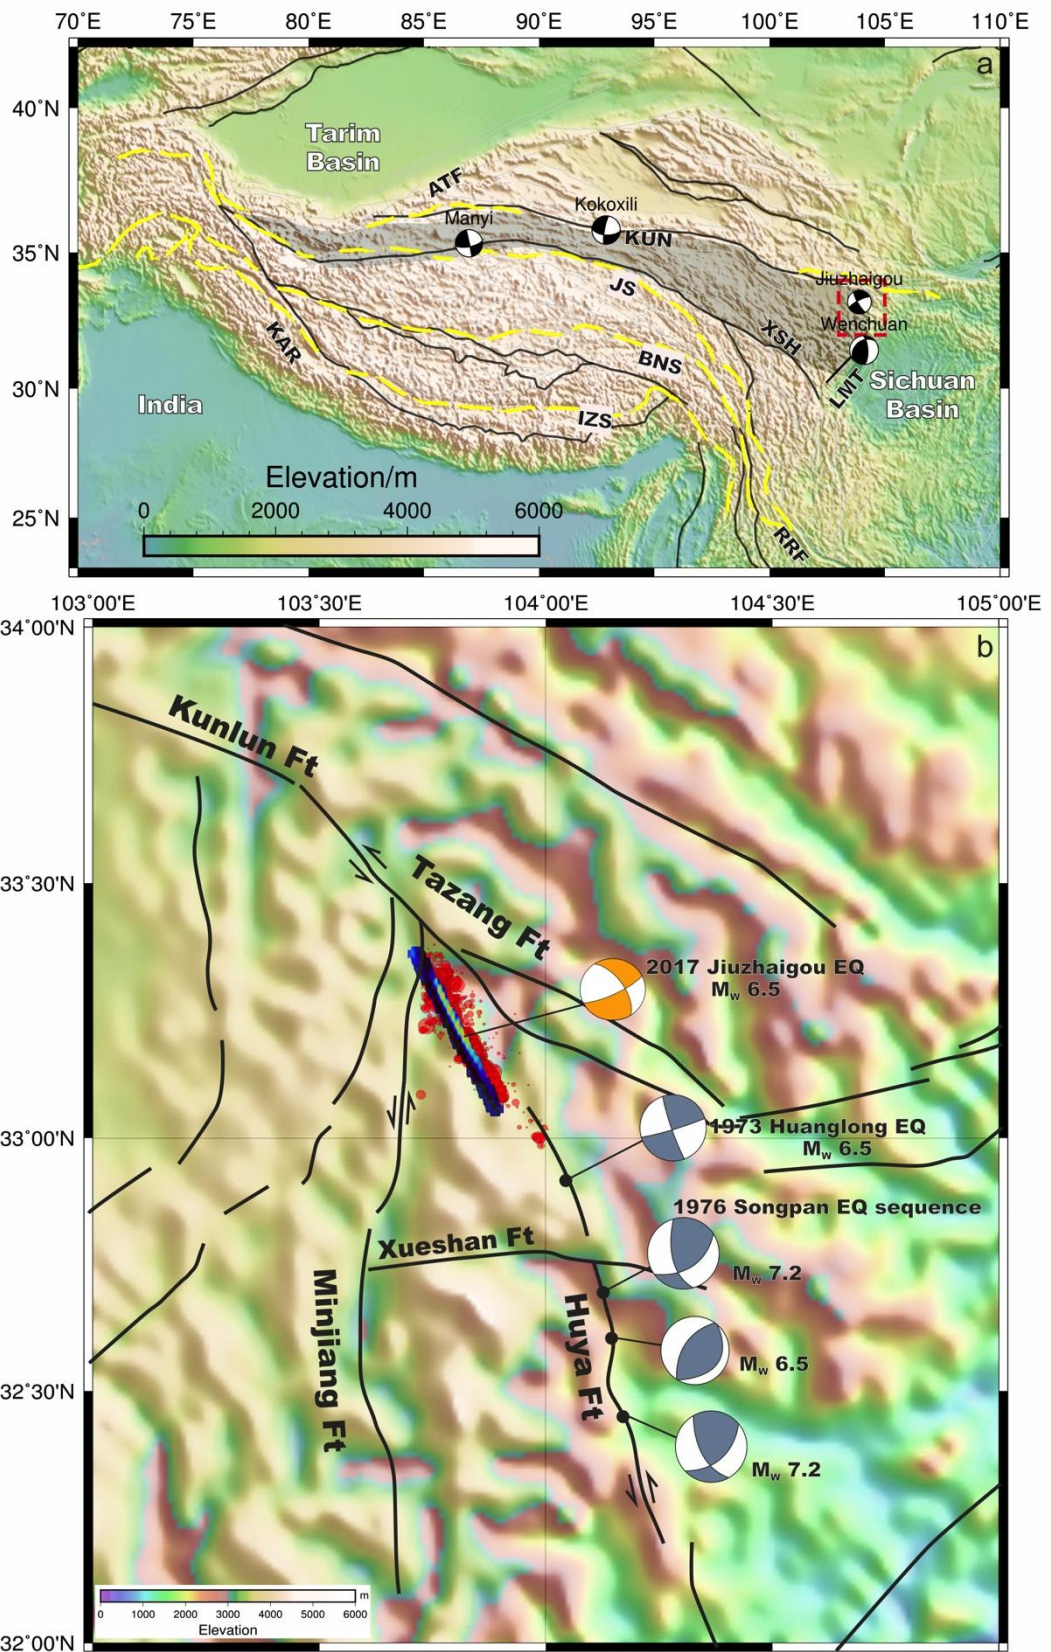 70°E 75°E 80°E 85°E 90°E 95°E 100°E 105°E 110°E
a
40°N
Tarim
Basin
ATF
Kokoxili
Manyi
KUN
35°N
Jiuzhaigou
JS
Wenchuan
XSH
KAR
BNS
LMT
Sichuan
Basin
30°N
India
IZS
Elevation/m
0 2000 4000 6000
25°N
RRF
103°00'E 103°30'E 104°00'E 104°30'E 105°00'E
34°00'N
b
Kunlun Ft
33°30'N
Tazang Ft
2017 Jiuzhaigou EQ
Mw 6.5
33°00'N
1973 Huanglong EQ
Mw 6.5
1976 Songpan EQ sequence
Xueshan Ft
Mw 7.2
Minjiang Ft
Huya Ft
Mw 6.5
32°30'N
Mw 7.2
m
0 1000 2000 3000 4000 5000 6000
Elevation
32°00'N